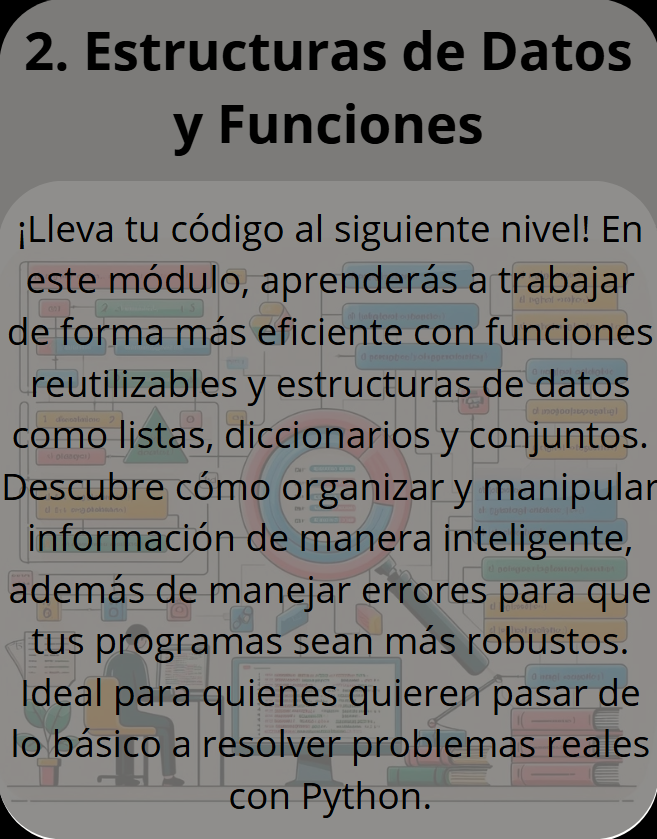 2. Estructuras de Datos
y Funciones
¡Lleva tu código al siguiente nivel! En
este módulo, aprenderás a trabajar
de forma más eficiente con funciones
reutilizables y estructuras de datos
como listas, diccionarios y conjuntos.
Descubre cómo organizar y manipular
información de manera inteligente,
además de manejar errores para que
tus programas sean más robustos.
Ideal para quienes quieren pasar de
lo básico a resolver problemas reales
con Python.